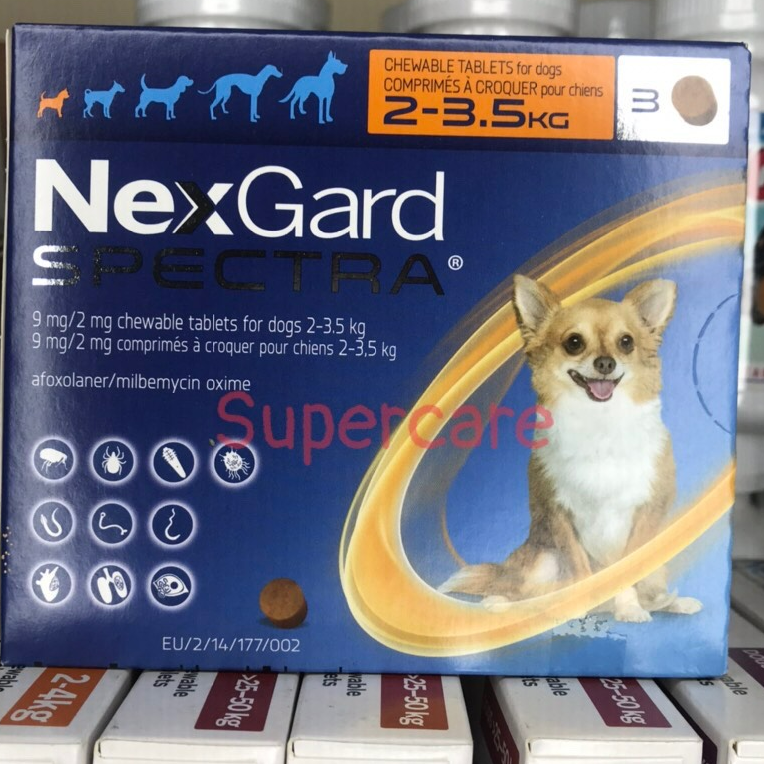 CHEWABLE TABLETS for dogs
COMPRIMÉS À CROQUER pour chiens
2-3.5KG
3
NexGard
SPECTRA®
9 mg/2 mg chewable tablets for dogs 2-3.5 kg
9 mg/2 mg comprimés à croquer pour chiens 2-3,5 kg
afoxolaner/milbemycin oxime
Supercare
EU/2/14/177/002
2-4kg
>25-50kg
>25-50kg
>25-50kg